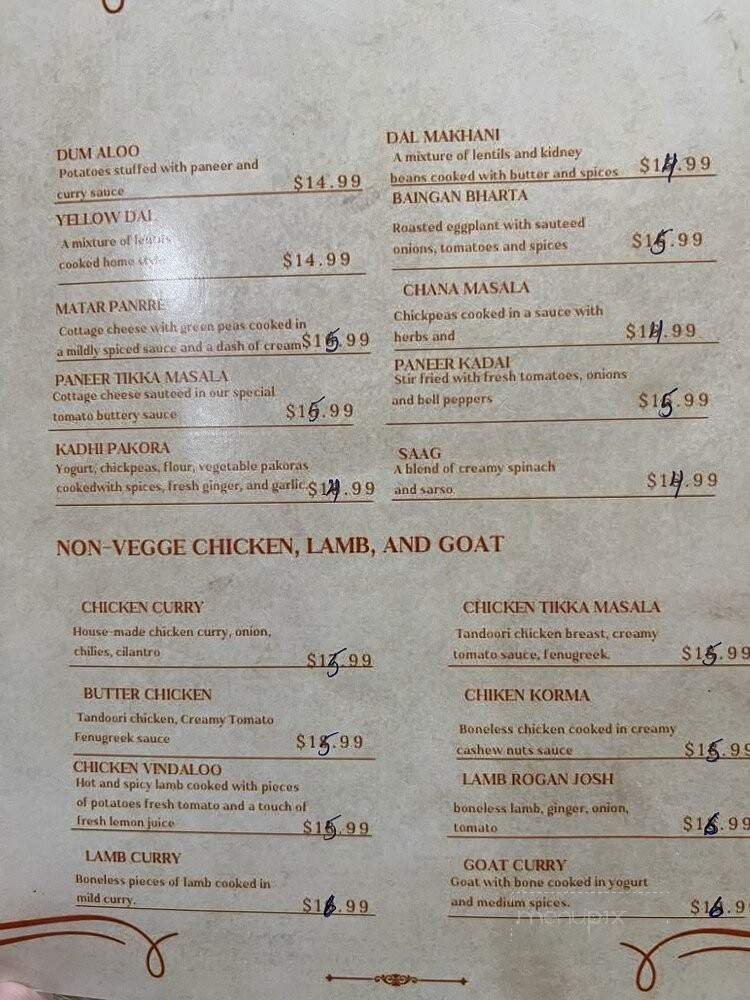 DUM ALOO
Potatoes stuffed with paneer and
curry sauce
$14.99
YELLOW DAL
A mixture of lentils
cooked home style
$14.99
MATAR PANRRE
Cottage cheese with green peas cooked in
a mildly spiced sauce and a dash of cream $15.99
PANEER TIKKA MASALA
Cottage cheese sauteed in our special
tomato buttery sauce $15.99
KADHI PAKORA
Yogurt, chickpeas, flour, vegetable pakoras
cookedwith spices, fresh ginger, and garlic. $14.99
DAL MAKHANI
A mixture of lentils and kidney
beans cooked with butter and spices $14.99
BAINGAN BHARTA
Roasted eggplant with sauteed
onions, tomatoes and spices $15.99
CHANA MASALA
Chickpeas cooked in a sauce with
herbs and $14.99
PANEER KADAI
Stir fried with fresh tomatoes, onions
and bell peppers $15.99
SAAG
A blend of creamy spinach
and sarso $14.99
NON-VEGGE CHICKEN, LAMB, AND GOAT
CHICKEN CURRY
House-made chicken curry, onion,
chilies, cilantro $15.99
BUTTER CHICKEN
Tandoori chicken, Creamy Tomato
Fenugreek sauce $15.99
CHICKEN VINDALOO
Hot and spicy lamb cooked with pieces
of potatoes fresh tomato and a touch of
fresh lemon juice $15.99
LAMB CURRY
Boneless pieces of lamb cooked in
mild curry. $16.99
CHICKEN TIKKA MASALA
Tandoori chicken breast, creamy
tomato sauce, fenugreek. $15.99
CHIKEN KORMA
Boneless chicken cooked in creamy
cashew nuts sauce $15.99
LAMB ROGAN JOSH
boneless lamb, ginger, onion,
tomato $16.99
GOAT CURRY
Goat with bone cooked in yogurt
and medium spices. $16.9
menupix